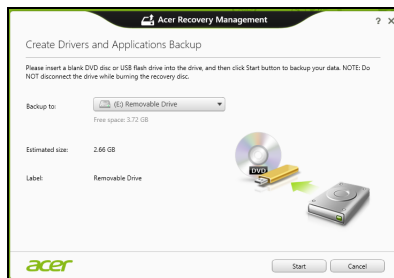 Acer Recovery Management
? X
Create Drivers and Applications Backup
Please insert a blank DVD disc or USB flash drive into the drive, and then click Start button to backup your data. NOTE: Do
NOT disconnect the drive while burning the recovery disc.
Backup to: (E:) Removable Drive
Free space: 3.72 GB
Estimated size: 2.66 GB
DVD
Label: Removable Drive
acer
Start Cancel